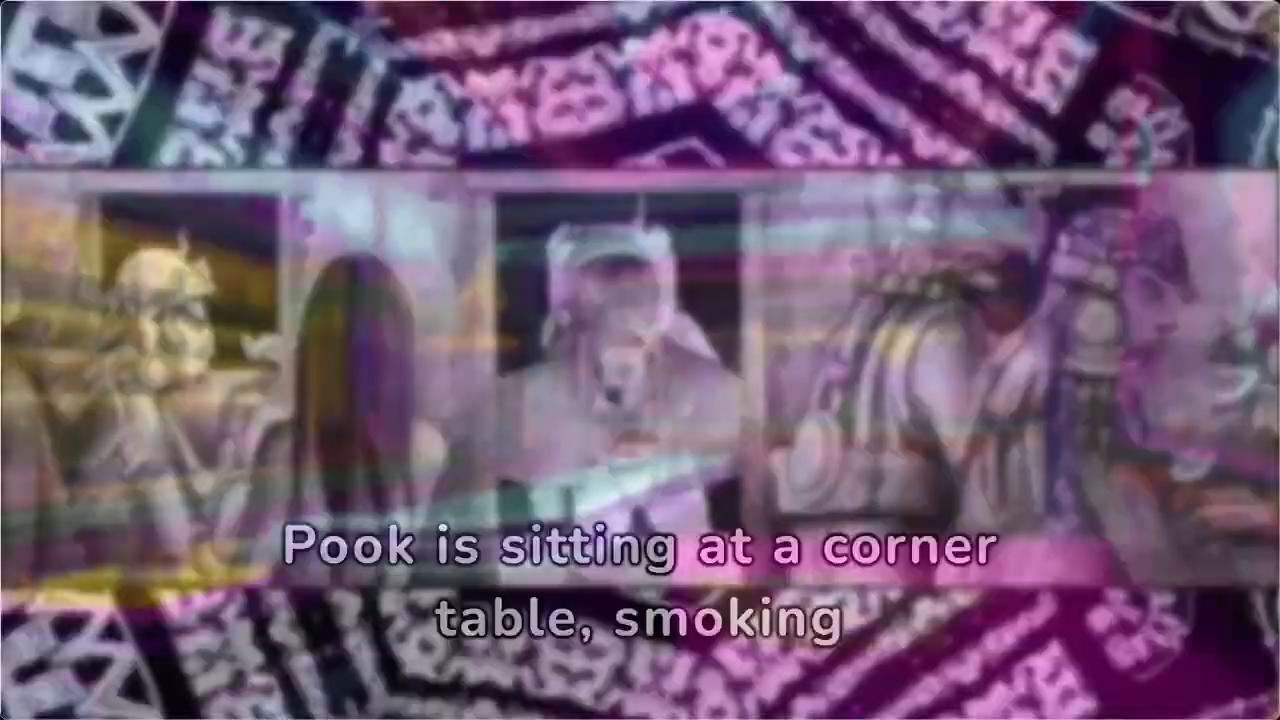 Pook is sitting at a corner
table, smoking